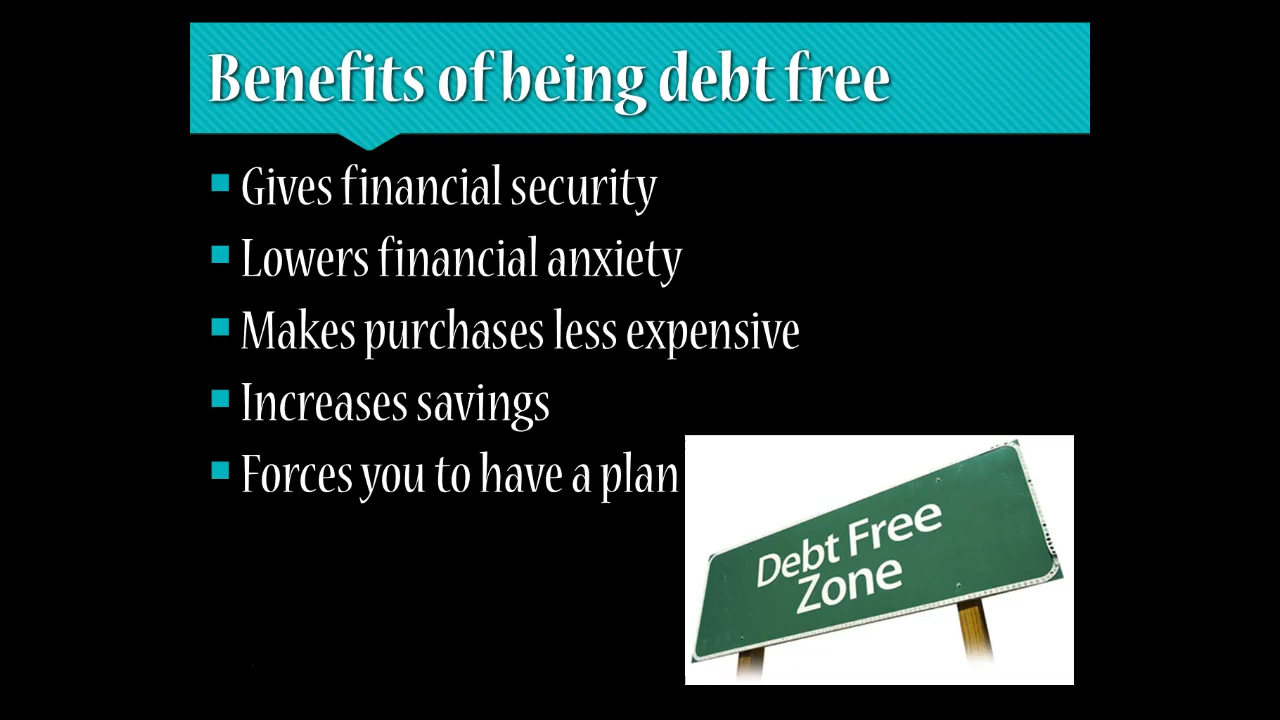 Benefits of being debt free
Gives financial security
Lowers financial anxiety
Makes purchases less expensive
Increases savings
Forces you to have a plan
Debt Free
Zone